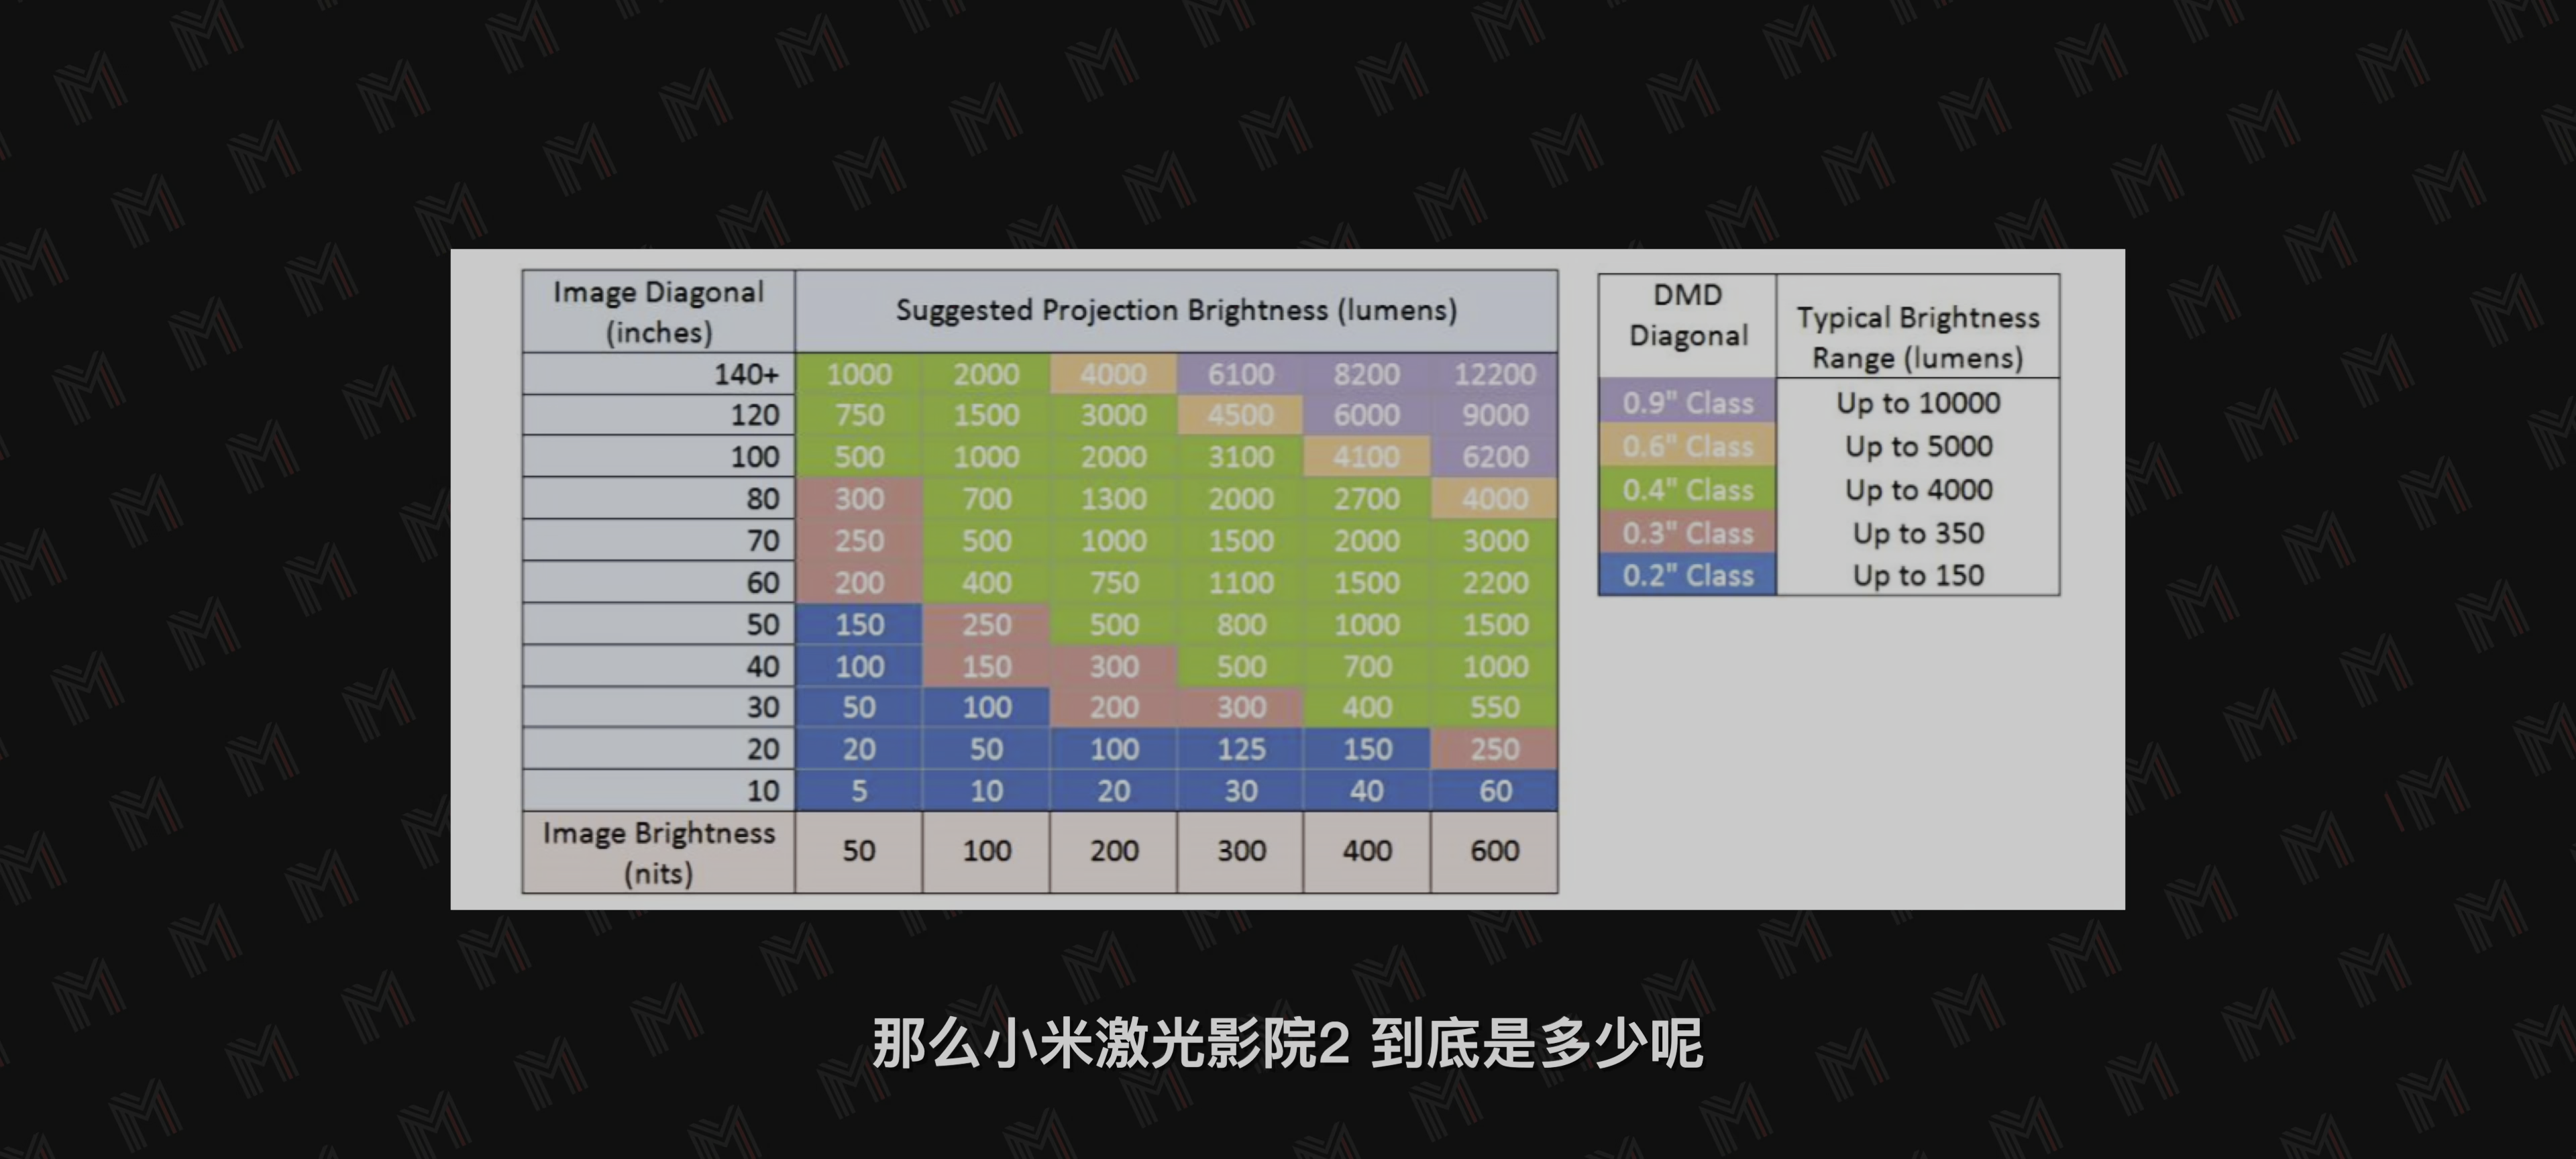 Image Diagonal
(inches)
Suggested Projection Brightness (lumens)
140+ 1000 2000 4000 6100 8200 12200
120 750 1500 3000 4500 6000 9000
100 500 1000 2000 3100 4100 6200
80 300 700 1300 2000 2700 4000
70 250 500 1000 1500 2000 3000
60 200 400 750 1100 1500 2200
50 150 250 500 800 1000 1500
40 100 150 300 500 700 1000
30 50 100 200 300 400 550
20 20 50 100 125 150 250
10 5 10 20 30 40 60
Image Brightness
(nits)
50 100 200 300 400 600
DMD
Diagonal
Typical Brightness
Range (lumens)
0.9" Class Up to 10000
0.6" Class Up to 5000
0.4" Class Up to 4000
0.3" Class Up to 350
0.2" Class Up to 150
那么小米激光影院2 到底是多少呢